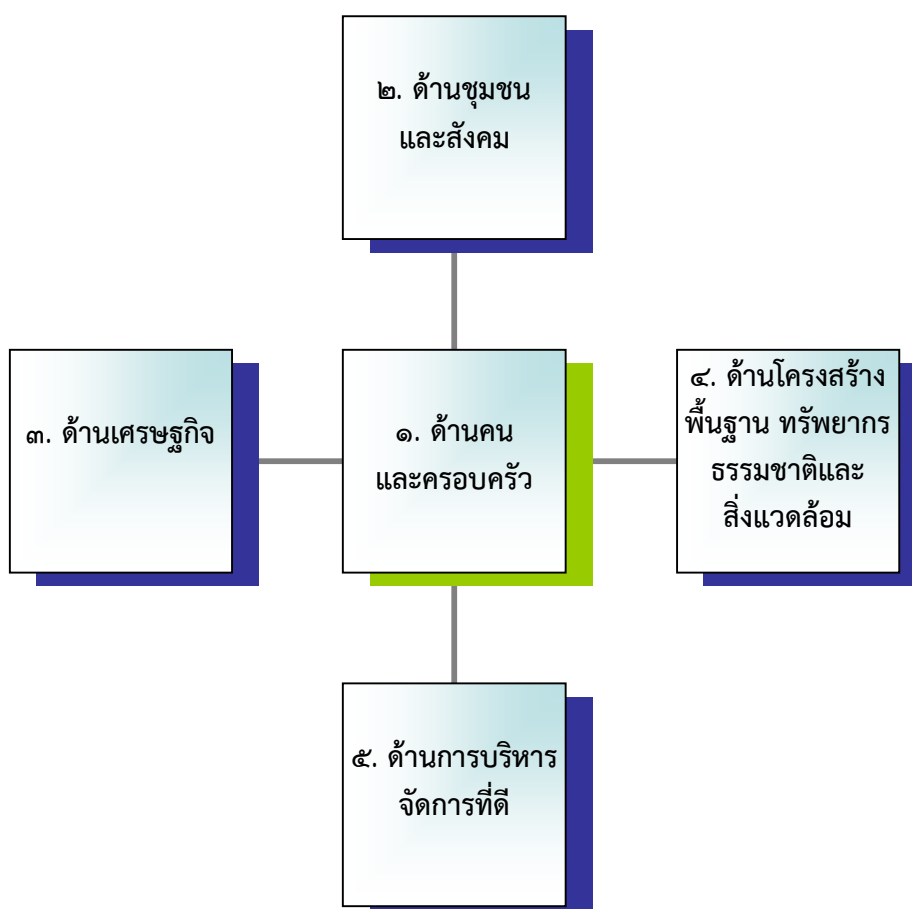 ๒. ด้านชุมชน
และสังคม
๓. ด้านเศรษฐกิจ
๑. ด้านคน
และครอบครัว
๔. ด้านโครงสร้าง
พื้นฐาน ทรัพยากร
ธรรมชาติและ
สิ่งแวดล้อม
๕. ด้านการบริหาร
จัดการที่ดี